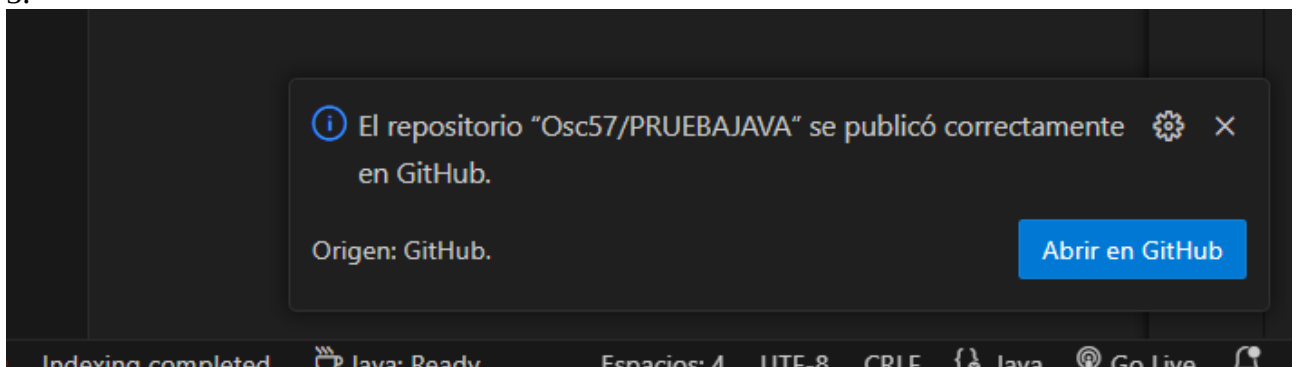 El repositorio “Osc57/PRUEBAJAVA” se publicó correctamente
en GitHub.
Origen: GitHub.
Abrir en GitHub
Indexing completed Java: Ready Espacios: 4 UTF-8 CRLF Java Go Live